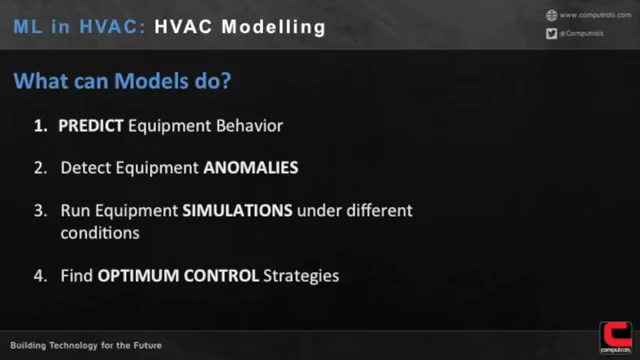 ML in HVAC: HVAC Modelling
www.computrols.com
@Computrols
What can Models do?
1. PREDICT Equipment Behavior
2. Detect Equipment ANOMALIES
3. Run Equipment SIMULATIONS under different
conditions
4. Find OPTIMUM CONTROL Strategies
Building Technology for the Future
computrols